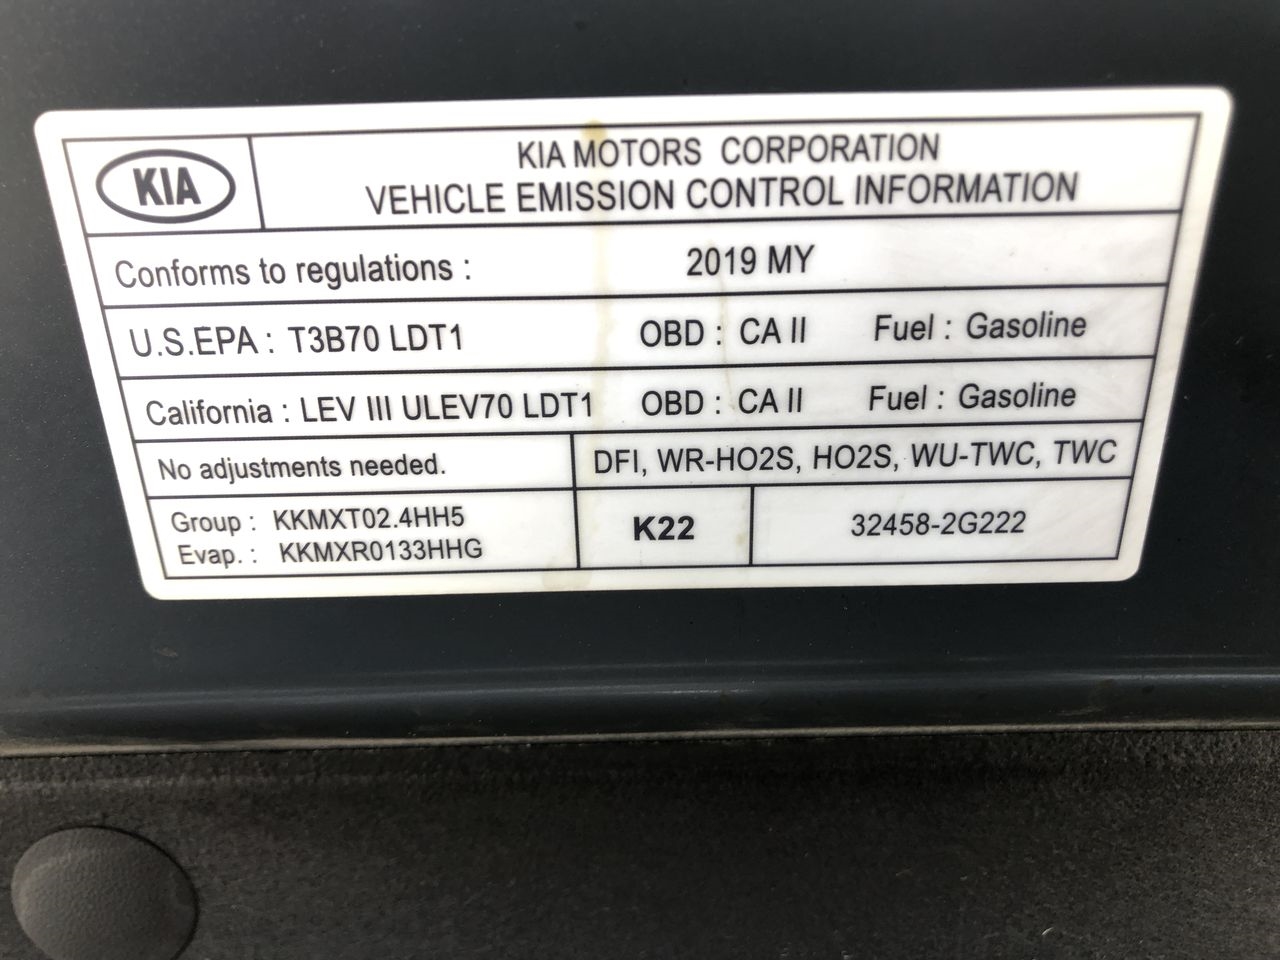 KIA
KIA MOTORS CORPORATION
VEHICLE EMISSION CONTROL INFORMATION
Conforms to regulations : 2019 MY
U.S.EPA : T3B70 LDT1 OBD : CA II Fuel : Gasoline
California : LEV III ULEV70 LDT1 OBD : CA II Fuel : Gasoline
No adjustments needed. DFI, WR-HO2S, HO2S, WU-TWC, TWC
Group : KKMXT02.4HH5
Evap. : KKMXR0133HHG
K22
32458-2G222